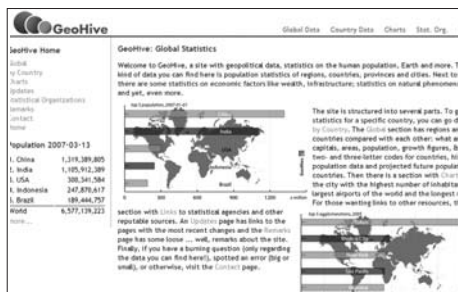 GeoHive
Global Data Country Data Charts Stat. Org.
GeoHive Home
Global
by Country
Charts
Updates
Statistical Organizations
Remarks
Contact
Home
Population 2007-03-13
1. China 1,319,389,805
2. India 1,105,912,389
3. USA 300,341,584
4. Indonesia 247,870,617
5. Brazil 189,444,757
World 6,577,139,223
more...
GeoHive: Global Statistics
Welcome to GeoHive, a site with geopolitical data, statistics on the human population, Earth and more. T
kind of data you can find here is population statistics of regions, countries, provinces and cities. Next to
there are some statistics on economic factors like wealth, infrastructure; statistics on natural phenomena
and yet, even more.
India
USA
Indonesia
Brazil
The site is structured into several parts. To g
statistics for a specific country, you can go d
by Country. The Global section has regions an
countries compared with each other: what ar
capitals, areas, population, growth figures, B
two- and three-letter codes for countries, hi
population data and projected future populat
countries. Then there is a section with Chart
the city with the highest number of inhabita
largest airports of the world and the longest
For those wanting links to other resources, t
section with Links to statistical agencies and other
reputable sources. An Updates page has links to the
pages with the most recent changes and the Remarks
page has some loose ... well, remarks about the site.
Finally, if you have a burning question (only regarding
the data you can find here!), spotted an error (big or
small), or otherwise, visit the Contact page.